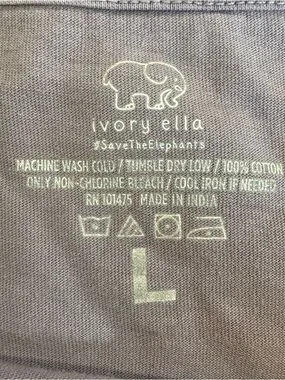 ivory ella
#SaveTheElephants
MACHINE WASH COLD / TUMBLE DRY LOW / 100% COTTON
ONLY NON-CHLORINE BLEACH / COOL IRON IF NEEDED
RN 101475 MADE IN INDIA
L